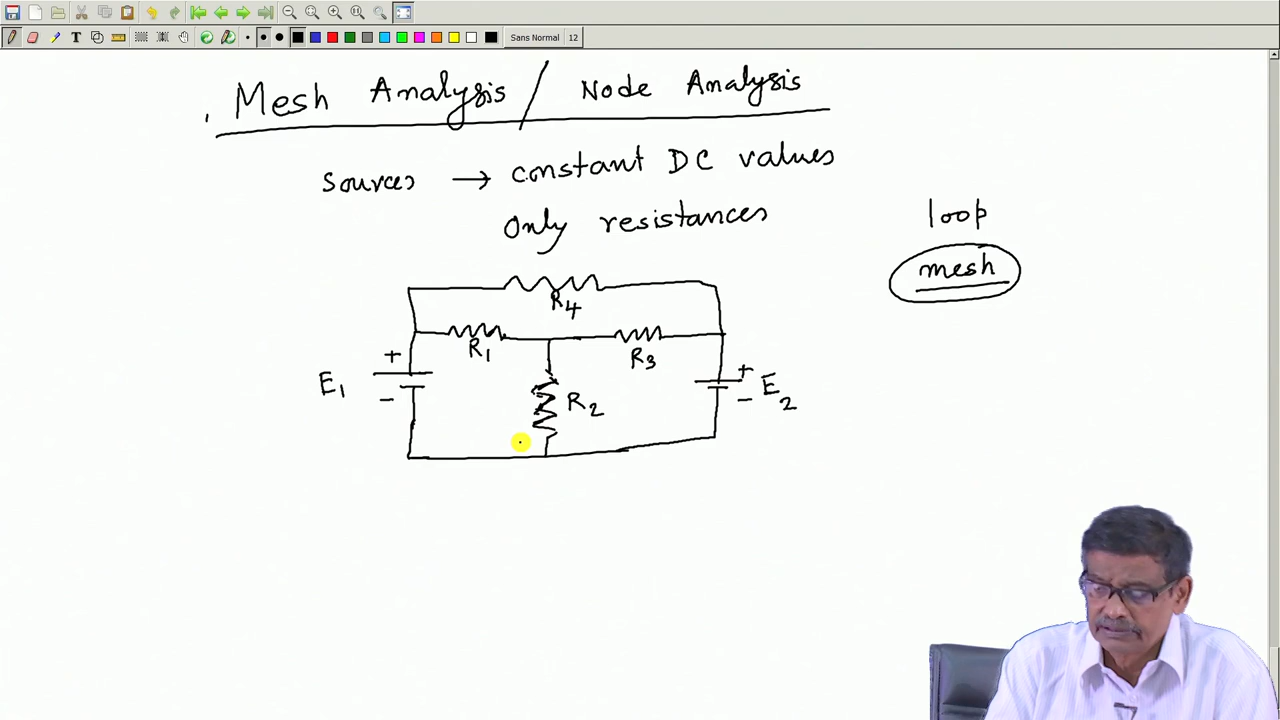 Sans Normal 12
Mesh Analysis / Node Analysis
Sources → constant DC values
Only resistances
loop
mesh
R4
R1
R3
+
+
E1
E2
R2
-
-